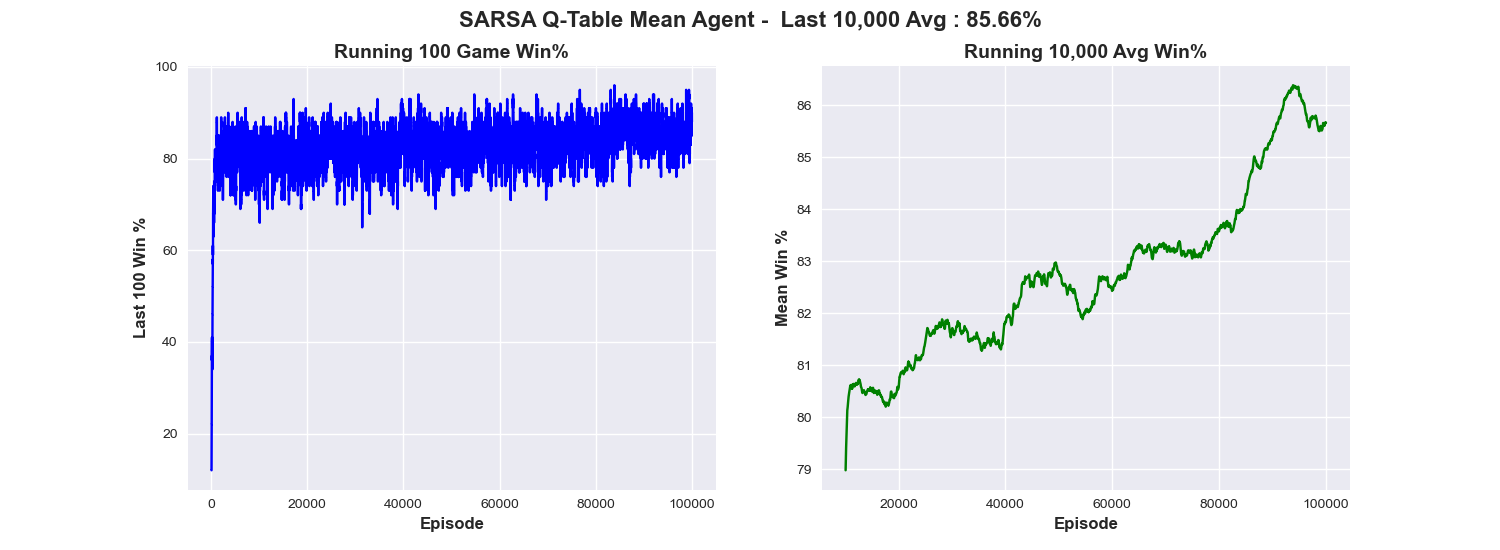 SARSA Q-Table Mean Agent -  Last 10,000 Avg : 85.66%
Running 100 Game Win%
Last 100 Win %
100
80
60
40
20
0 20000 40000 60000 80000 100000
Episode
Running 10,000 Avg Win%
Mean Win %
86
85
84
83
82
81
80
79
20000 40000 60000 80000 100000
Episode